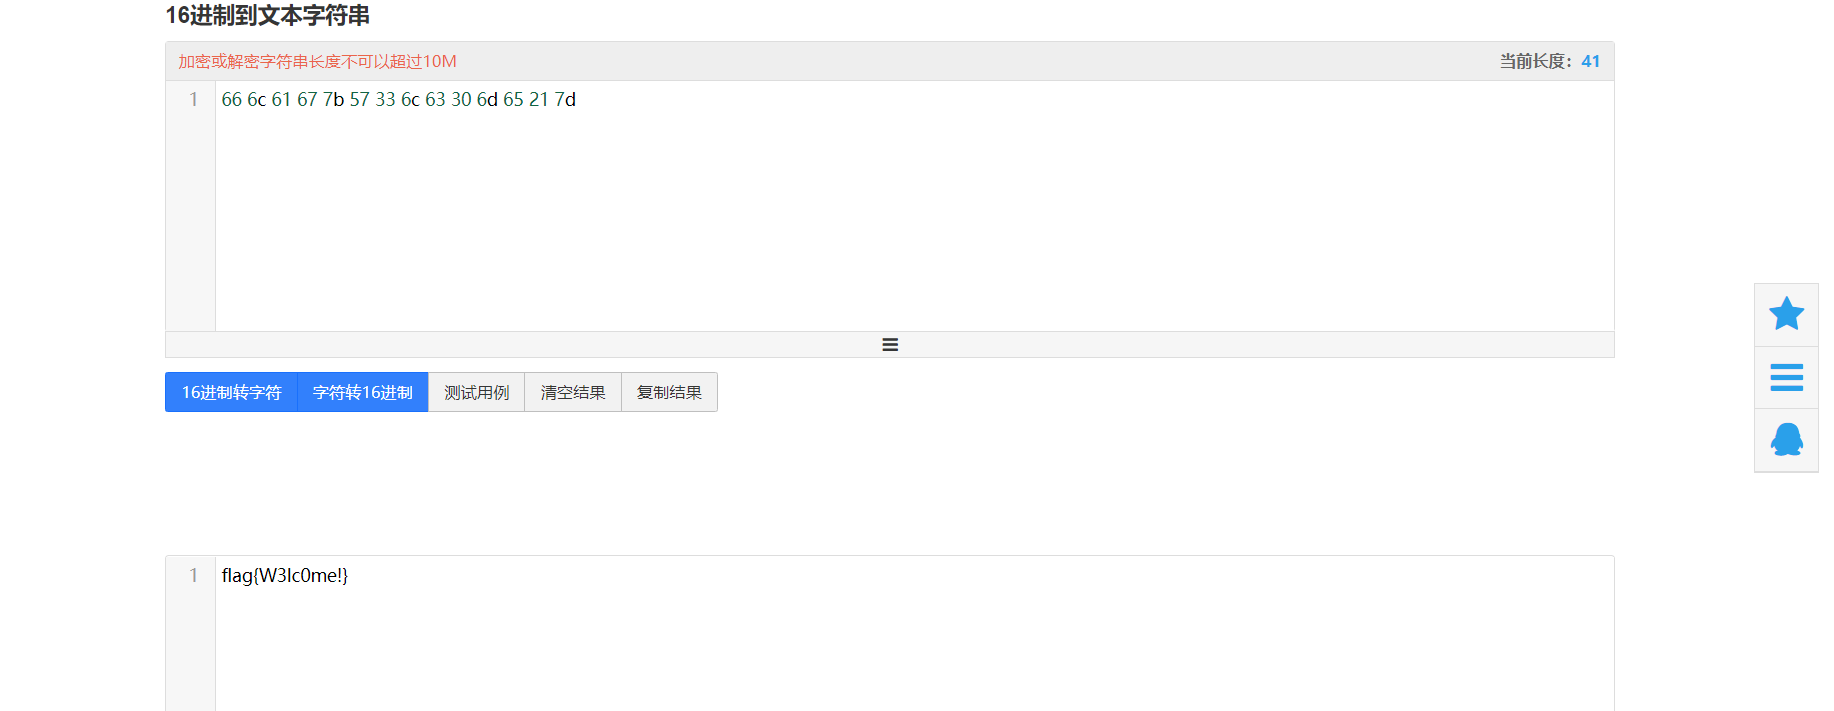 16进制到文本字符串
加密或解密字符串长度不可以超过10M 当前长度：41
1 66 6c 61 67 7b 57 33 6c 63 30 6d 65 21 7d
16进制转字符 字符转16进制 测试用例 清空结果 复制结果
1 flag{W3lc0me!}